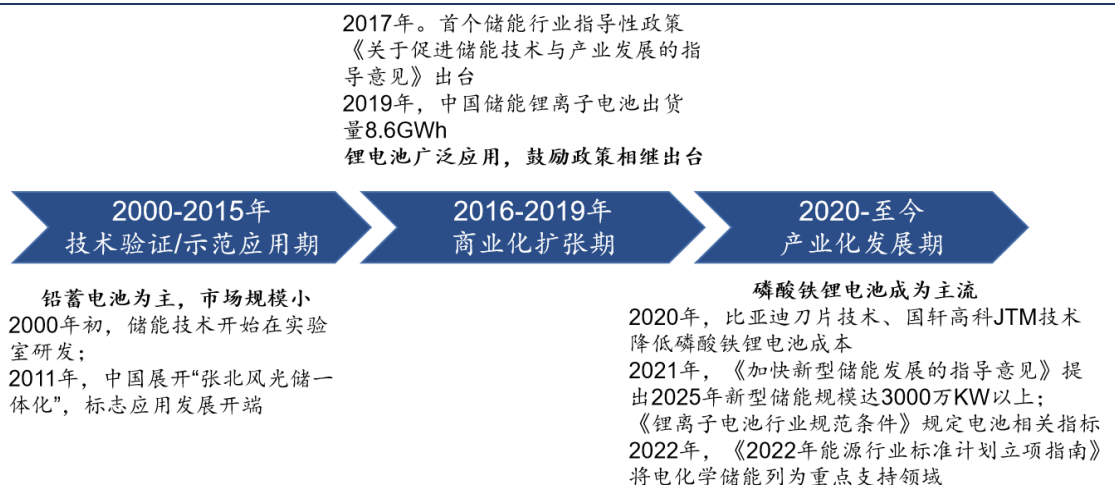 2017年。首个储能行业指导性政策
《关于促进储能技术与产业发展的指
导意见》出台
2019年，中国储能锂离子电池出货
量8.6GWh
锂电池广泛应用，鼓励政策相继出台
2000-2015年
技术验证/示范应用期
2016-2019年
商业化扩张期
2020-至今
产业化发展期
铅蓄电池为主，市场规模小
2000年初，储能技术开始在实验
室研发；
2011年，中国展开“张北风光储一
体化”，标志应用发展开端
磷酸铁锂电池成为主流
2020年，比亚迪刀片技术、国轩高科JTM技术
降低磷酸铁锂电池成本
2021年，《加快新型储能发展的指导意见》提
出2025年新型储能规模达3000万KW以上；
《锂离子电池行业规范条件》规定电池相关指标
2022年，《2022年能源行业标准计划立项指南》
将电化学储能列为重点支持领域